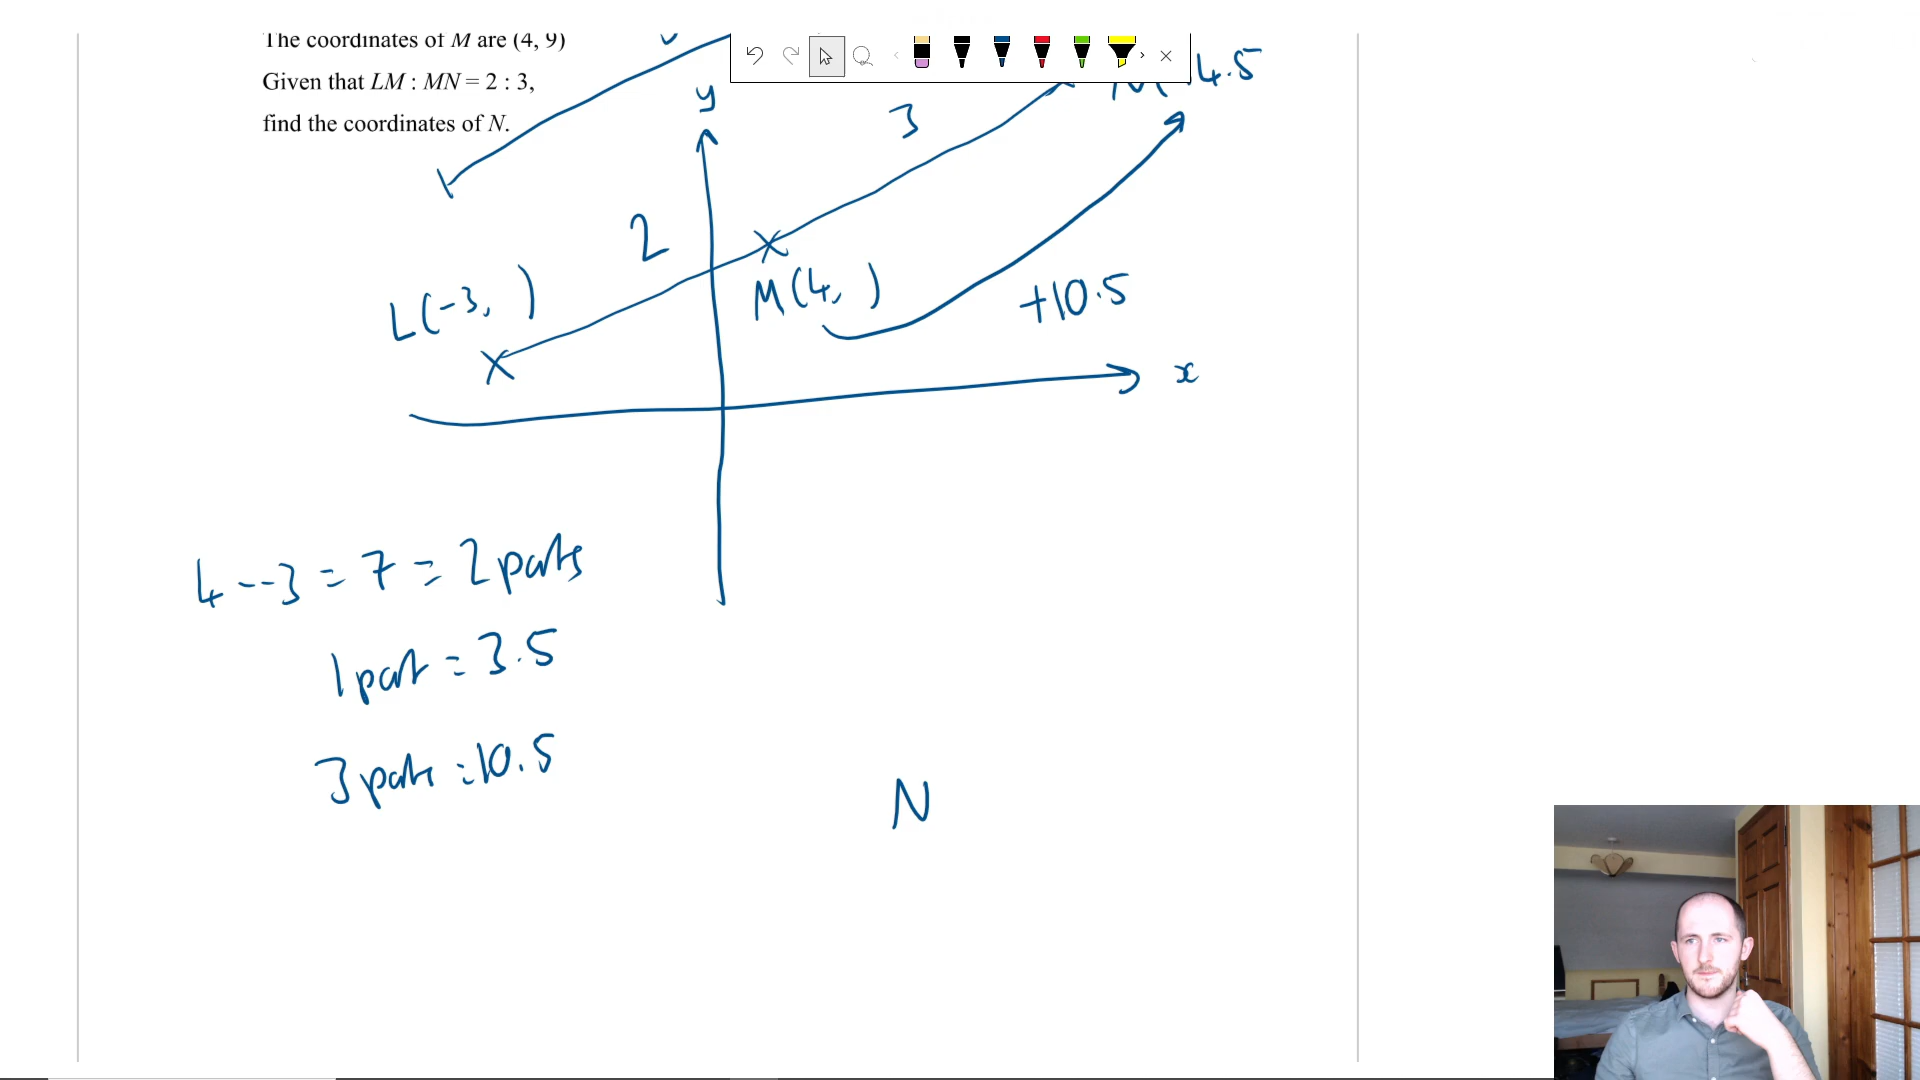 The coordinates of M are (4, 9)
Given that LM : MN = 2 : 3,
find the coordinates of N.
4.5
y
3
2
L(-3, )
M(4, )
+10.5
x
4--3 = 7 = 2 parts
1 part = 3.5
3 parts = 10.5
N